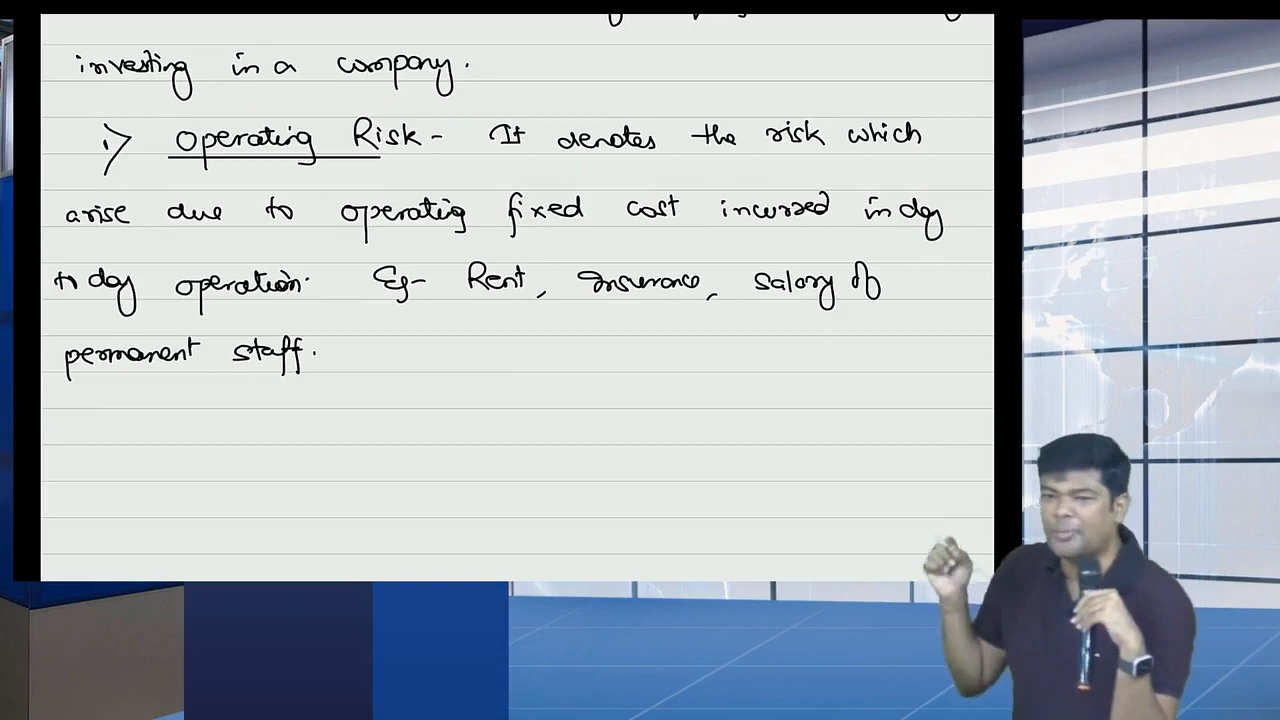 investing in a company.
i> Operating Risk - It denotes the risk which
arise due to operating fixed cost incurred in day
to day operation. Eg- Rent, Insurance, salary of
permanent staff.